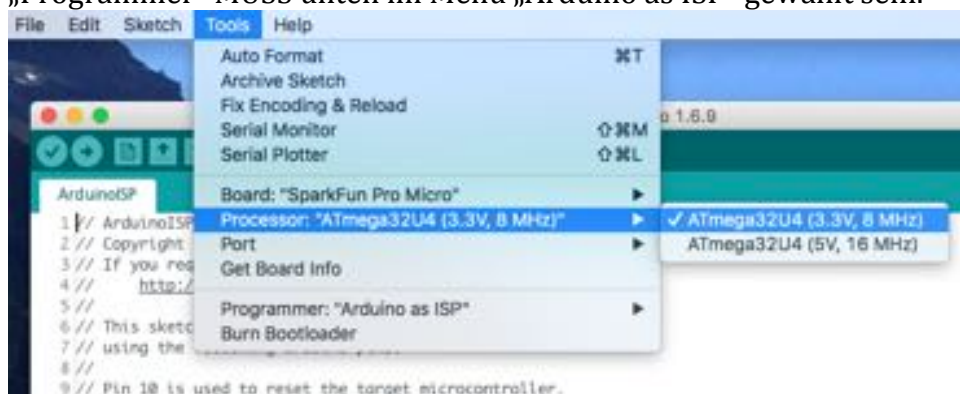 „Programmer“ MUSS unten im Menü „Arduino as ISP“ gewählt sein.
File Edit Sketch Tools Help
Auto Format ⌘T
Archive Sketch
Fix Encoding & Reload
o 1.6.9
Serial Monitor ⇧⌘M
Serial Plotter ⇧⌘L
ArduinoISP
Board: "SparkFun Pro Micro"
1 // ArduinoISP
Processor: "ATmega32U4 (3.3V, 8 MHz)"
✓ ATmega32U4 (3.3V, 8 MHz)
2 // Copyright
Port
ATmega32U4 (5V, 16 MHz)
3 // If you req
Get Board Info
4 // http:/
5 //
Programmer: "Arduino as ISP"
6 // This sketc
Burn Bootloader
7 // using the
8 //
9 // Pin 10 is used to reset the target microcontroller.